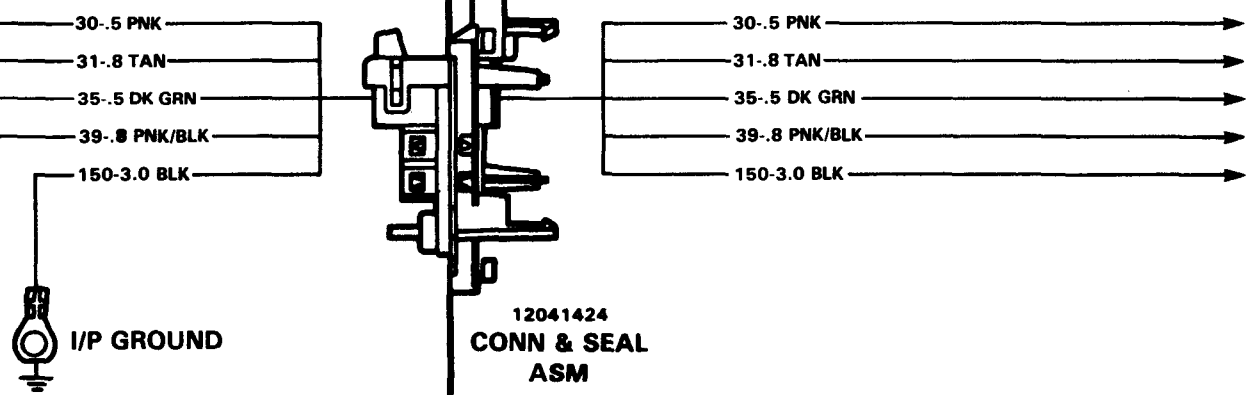 30-.5 PNK
31-.8 TAN
35-.5 DK GRN
39-.8 PNK/BLK
150-3.0 BLK
I/P GROUND
30-.5 PNK
31-.8 TAN
35-.5 DK GRN
39-.8 PNK/BLK
150-3.0 BLK
12041424
CONN & SEAL
ASM